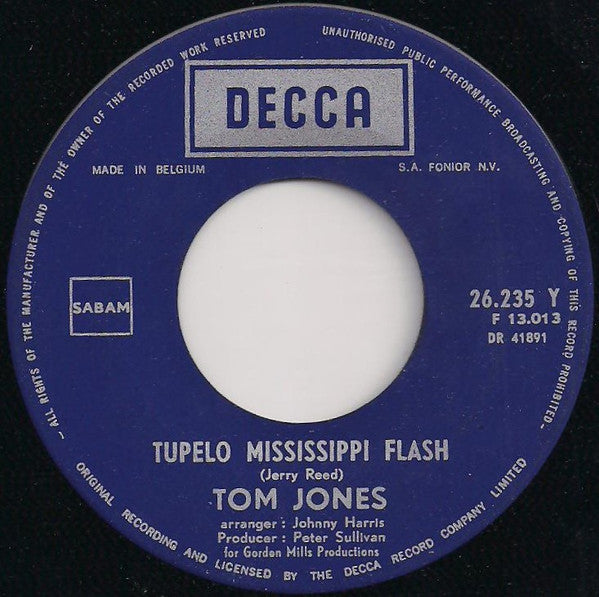 – ALL RIGHTS OF THE MANUFACTURER AND OF THE OWNER OF THE RECORDED WORK RESERVED
UNAUTHORISED PUBLIC PERFORMANCE BROADCASTING AND COPYING OF THIS RECORD PROHIBITED –
DECCA
MADE IN BELGIUM
S.A. FONIOR N.V.
SABAM
26.235 Y
F 13.013
DR 41891
TUPELO MISSISSIPPI FLASH
(Jerry Reed)
TOM JONES
arranger : Johnny Harris
Producer : Peter Sullivan
for Gordon Mills Productions
ORIGINAL RECORDING AND LICENSED BY THE DECCA RECORD COMPANY LIMITED